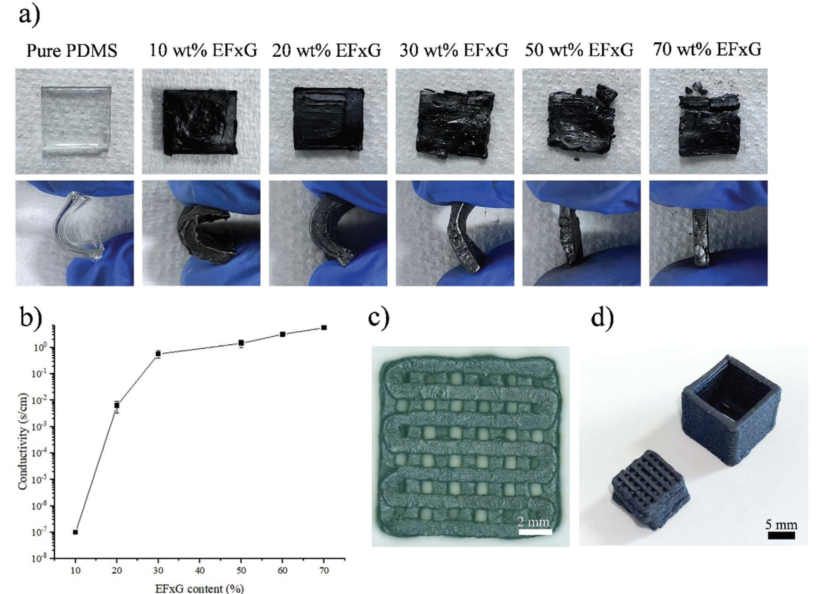 a)
Pure PDMS 10 wt% EFxG 20 wt% EFxG 30 wt% EFxG 50 wt% EFxG 70 wt% EFxG
b)
c)
d)
Conductivity (s/cm)
10^0
10^-1
10^-2
10^-3
10^-4
10^-5
10^-6
10^-7
10^-8
10 20 30 40 50 60 70
EFxG content (%)
2 mm
5 mm